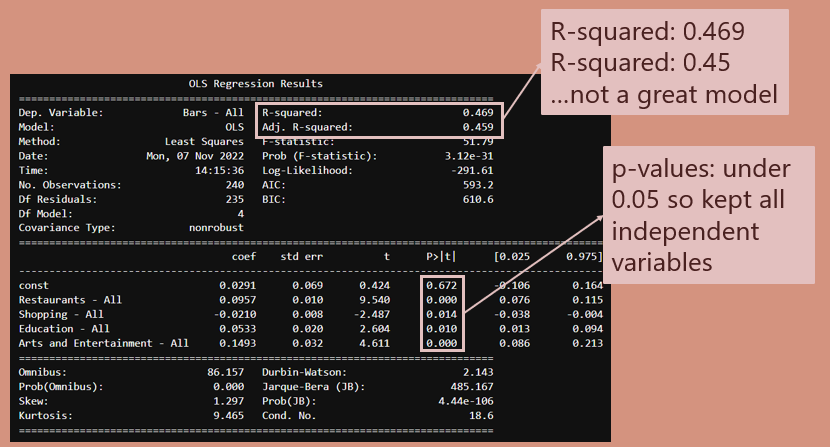 R-squared: 0.469
R-squared: 0.45
...not a great model
p-values: under
0.05 so kept all
independent
variables
OLS Regression Results
Dep. Variable: Bars - All R-squared: 0.469
Model: OLS Adj. R-squared: 0.459
Method: Least Squares F-statistic: 51.79
Date: Mon, 07 Nov 2022 Prob (F-statistic): 3.12e-31
Time: 14:15:36 Log-Likelihood: -291.61
No. Observations: 240 AIC: 593.2
Df Residuals: 235 BIC: 610.6
Df Model: 4
Covariance Type: nonrobust
coef std err t P>|t| [0.025 0.975]
const 0.0291 0.069 0.424 0.672 -0.106 0.164
Restaurants - All 0.0957 0.010 9.540 0.000 0.076 0.115
Shopping - All -0.0210 0.008 -2.487 0.014 -0.038 -0.004
Education - All 0.0533 0.020 2.604 0.010 0.013 0.094
Arts and Entertainment - All 0.1493 0.032 4.611 0.000 0.086 0.213
Omnibus: 86.157 Durbin-Watson: 2.143
Prob(Omnibus): 0.000 Jarque-Bera (JB): 485.167
Skew: 1.297 Prob(JB): 4.44e-106
Kurtosis: 9.465 Cond. No. 18.6